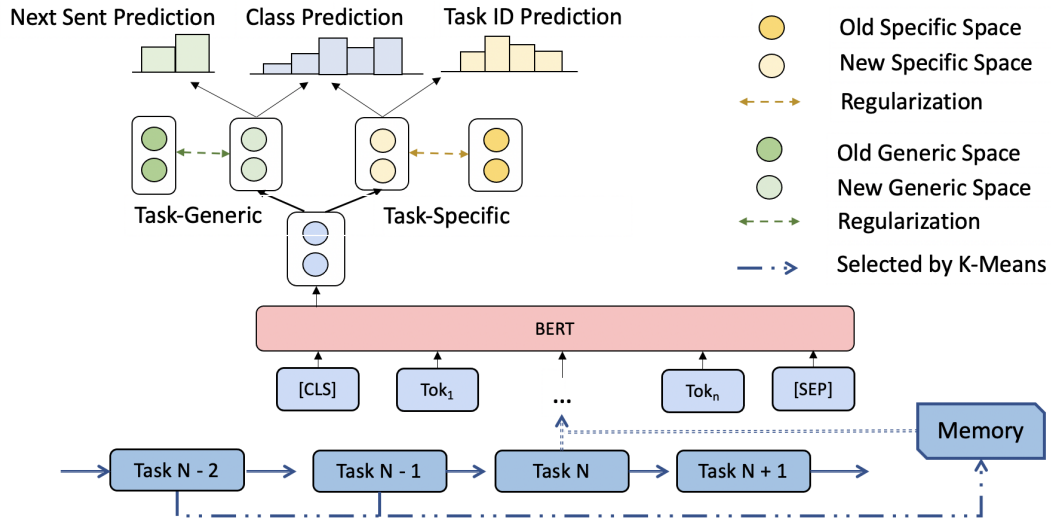 Next Sent Prediction
Class Prediction
Task ID Prediction
Old Specific Space
New Specific Space
Regularization
Old Generic Space
New Generic Space
Regularization
Selected by K-Means
Task-Generic
Task-Specific
BERT
[CLS]
Tok₁
...
Tokₙ
[SEP]
Memory
Task N - 2
Task N - 1
Task N
Task N + 1